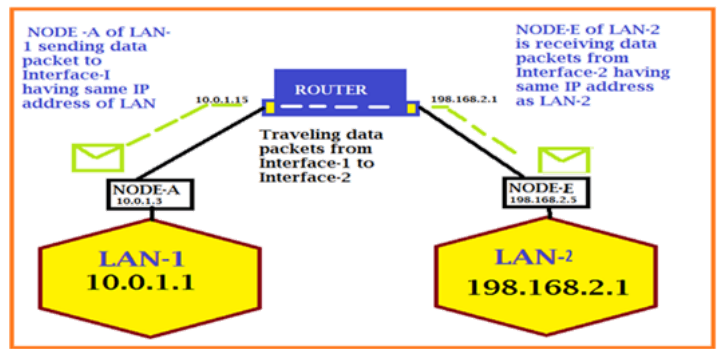 NODE -A of LAN-
1 sending data
packet to
Interface-I
having same IP
address of LAN
NODE-E of LAN-2
is receiving data
packets from
Interface-2 having
same IP address
as LAN-2
10.0.1.15
ROUTER
198.168.2.1
Traveling data
packets from
Interface-1 to
Interface-2
NODE-A
10.0.1.3
NODE-E
198.168.2.5
LAN-1
10.0.1.1
LAN-2
198.168.2.1